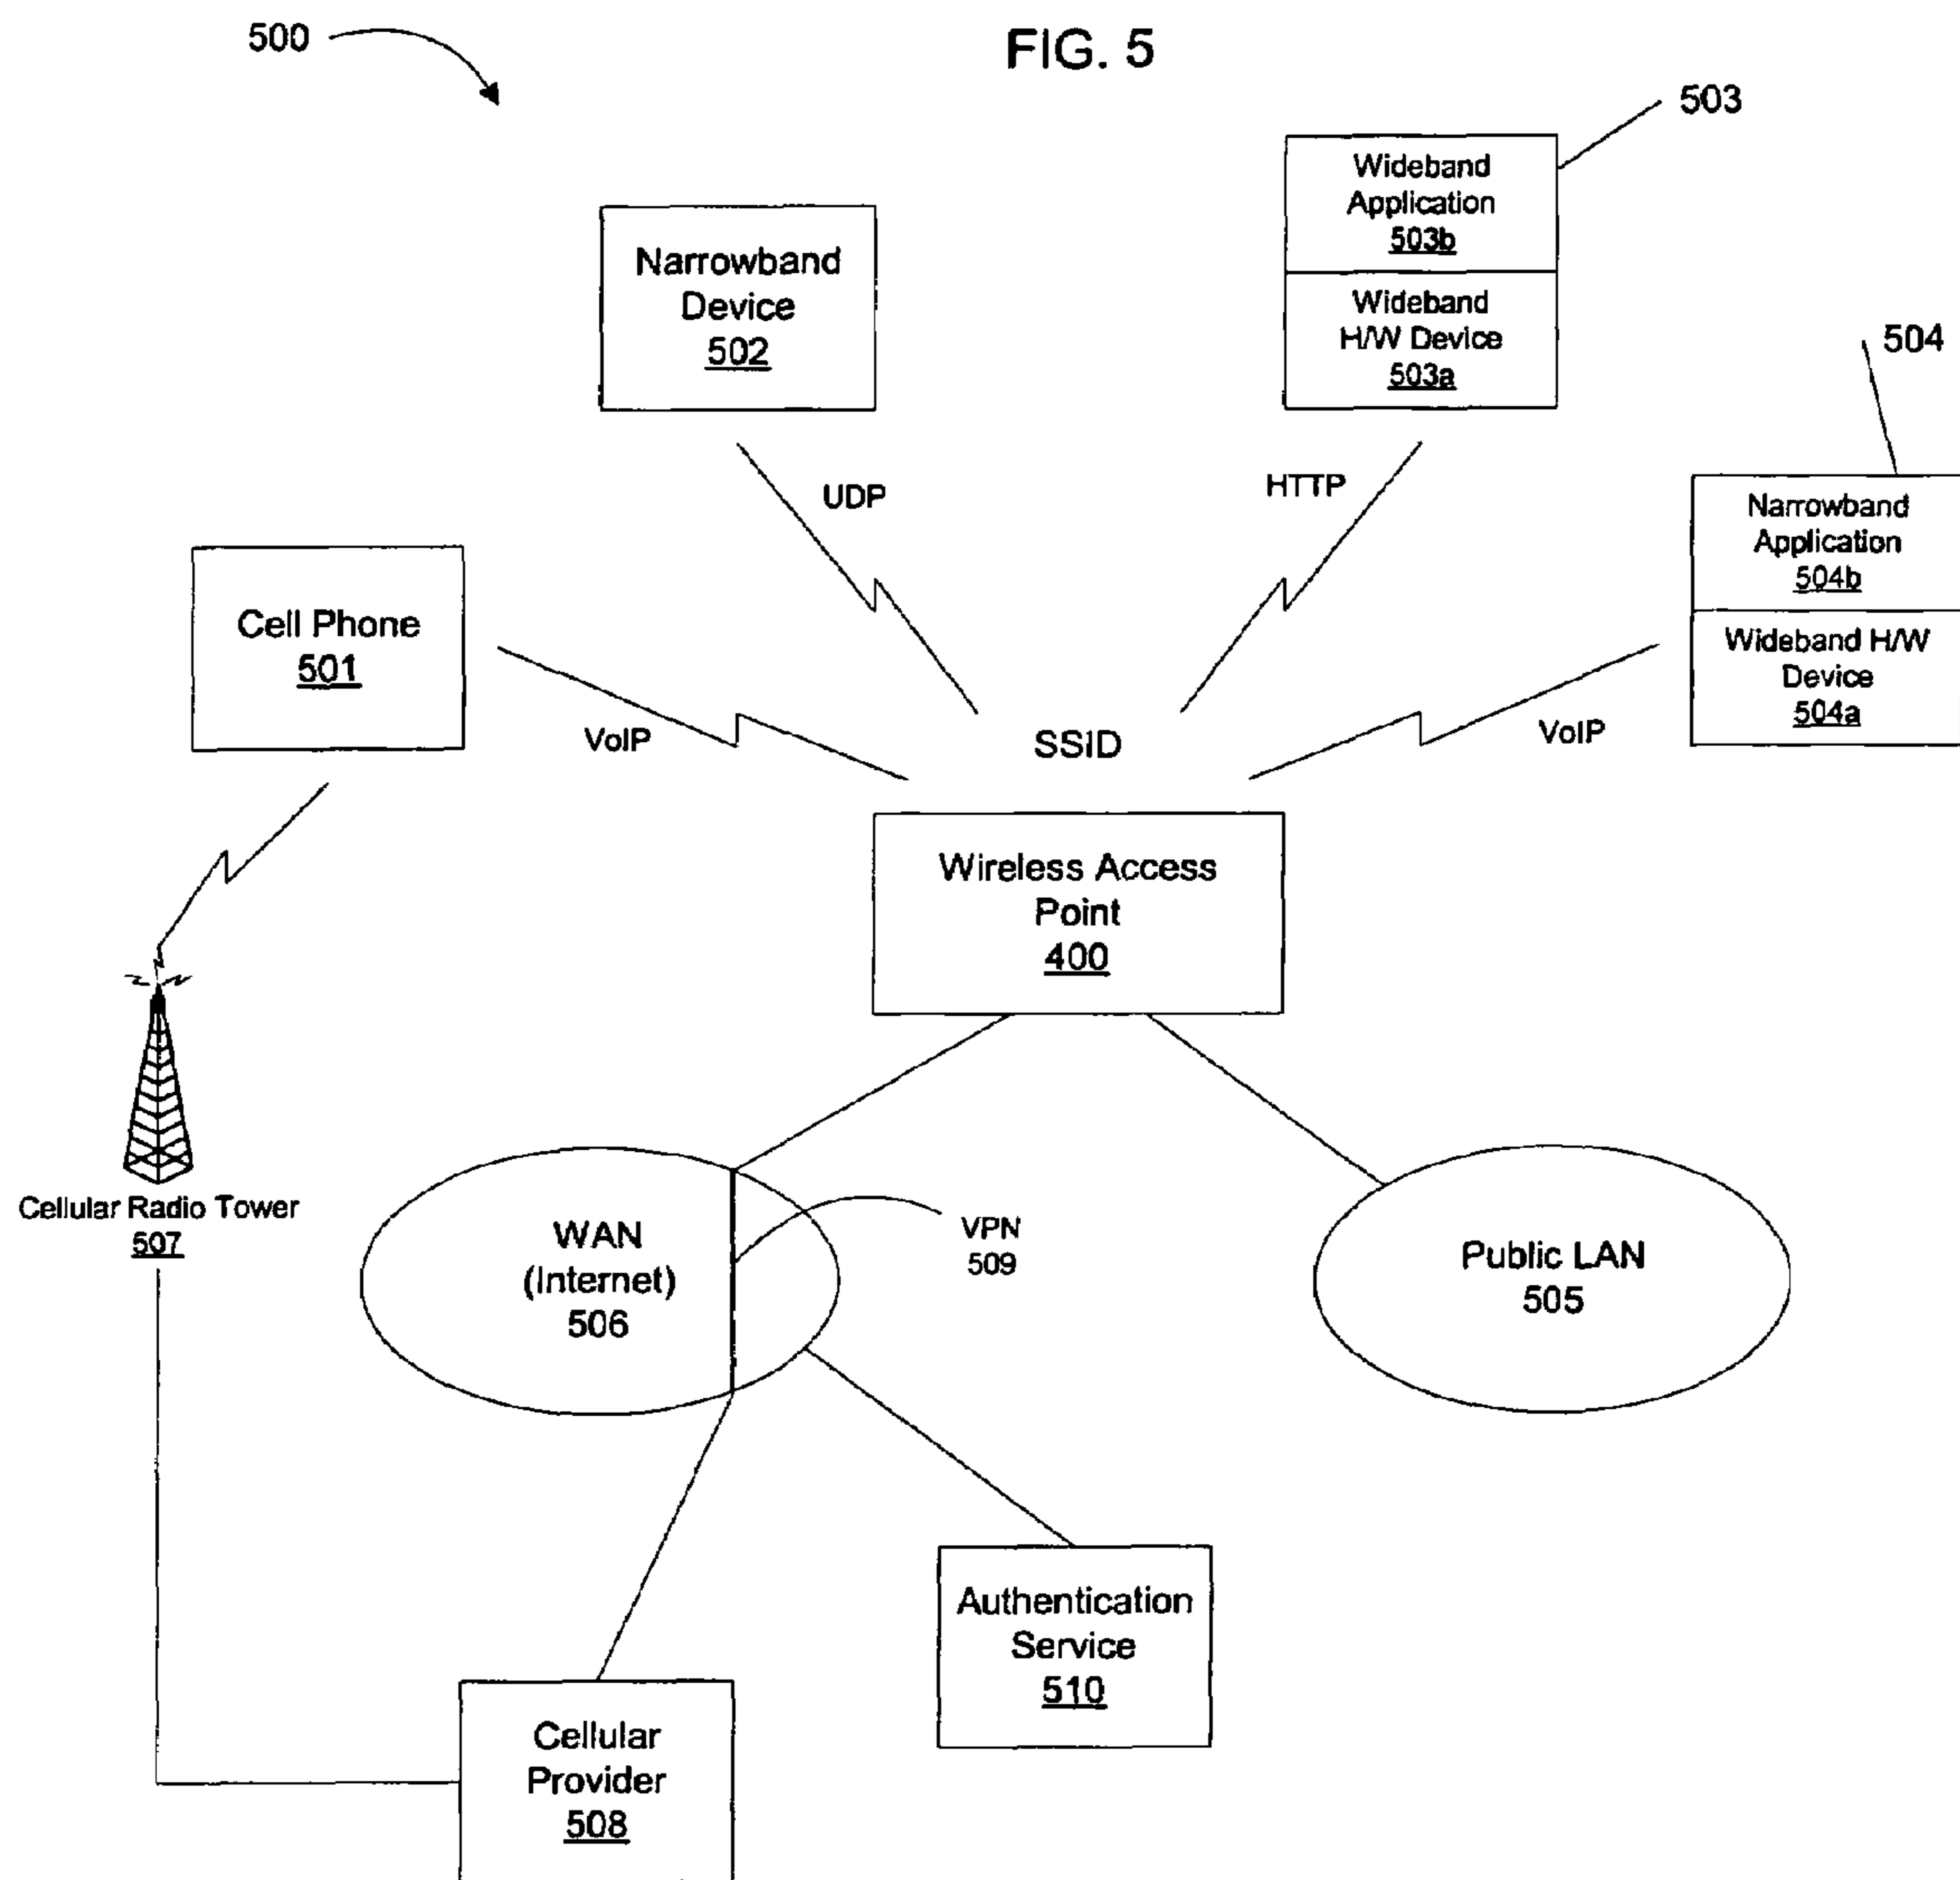 500
FIG. 5
503
Wideband
Application
503b
Wideband
H/W Device
503a
Narrowband
Device
502
504
Narrowband
Application
504b
Wideband H/W
Device
504a
UDP
HTTP
Cell Phone
501
VoIP
SSID
VoIP
Wireless Access
Point
400
Cellular Radio Tower
507
WAN
(Internet)
506
VPN
509
Public LAN
505
Authentication
Service
510
Cellular
Provider
508